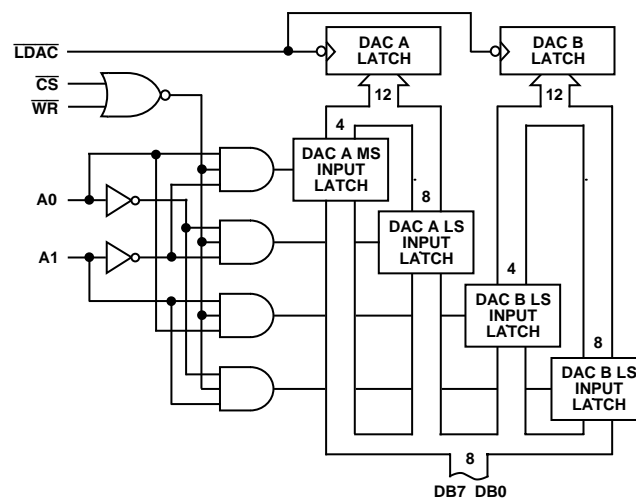 LDAC
CS
WR
A0
A1
DAC A
LATCH
DAC B
LATCH
12
12
4
DAC A MS
INPUT
LATCH
8
DAC A LS
INPUT
LATCH
4
DAC B LS
INPUT
LATCH
8
DAC B LS
INPUT
LATCH
8
DB7 DB0